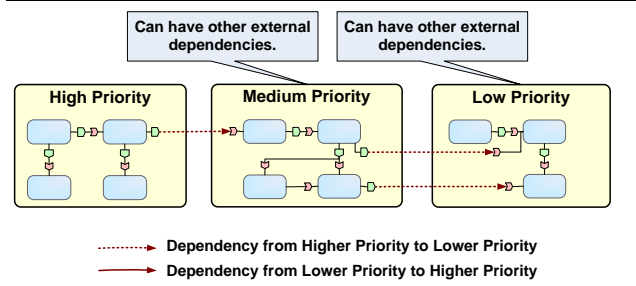 Can have other external
dependencies.
Can have other external
dependencies.
High Priority
Medium Priority
Low Priority
Dependency from Higher Priority to Lower Priority
Dependency from Lower Priority to Higher Priority